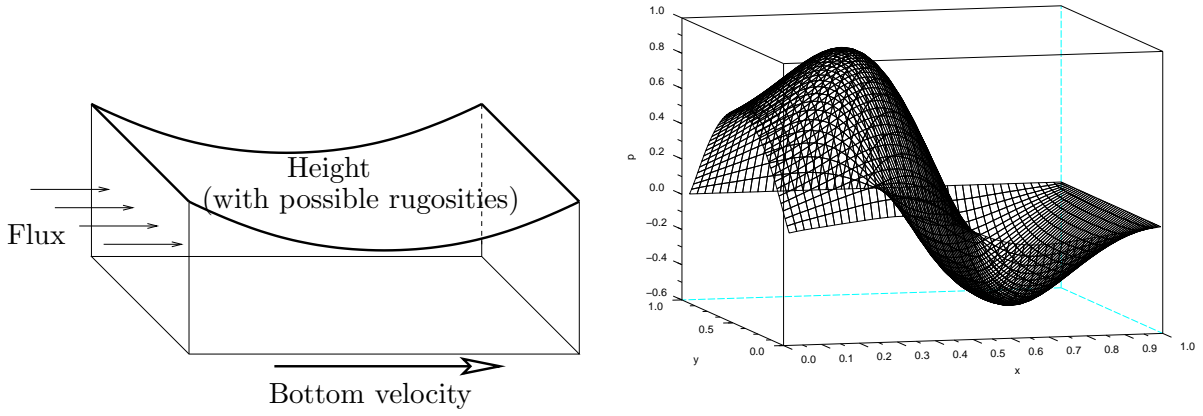 Height
(with possible rugosities)
Flux
Bottom velocity
1.0
0.8
0.6
0.4
0.2
0.0
−0.2
−0.4
−0.6
p
1.0
0.5
0.0
y
0.0 0.1 0.2 0.3 0.4 0.5 0.6 0.7 0.8 0.9 1.0
x